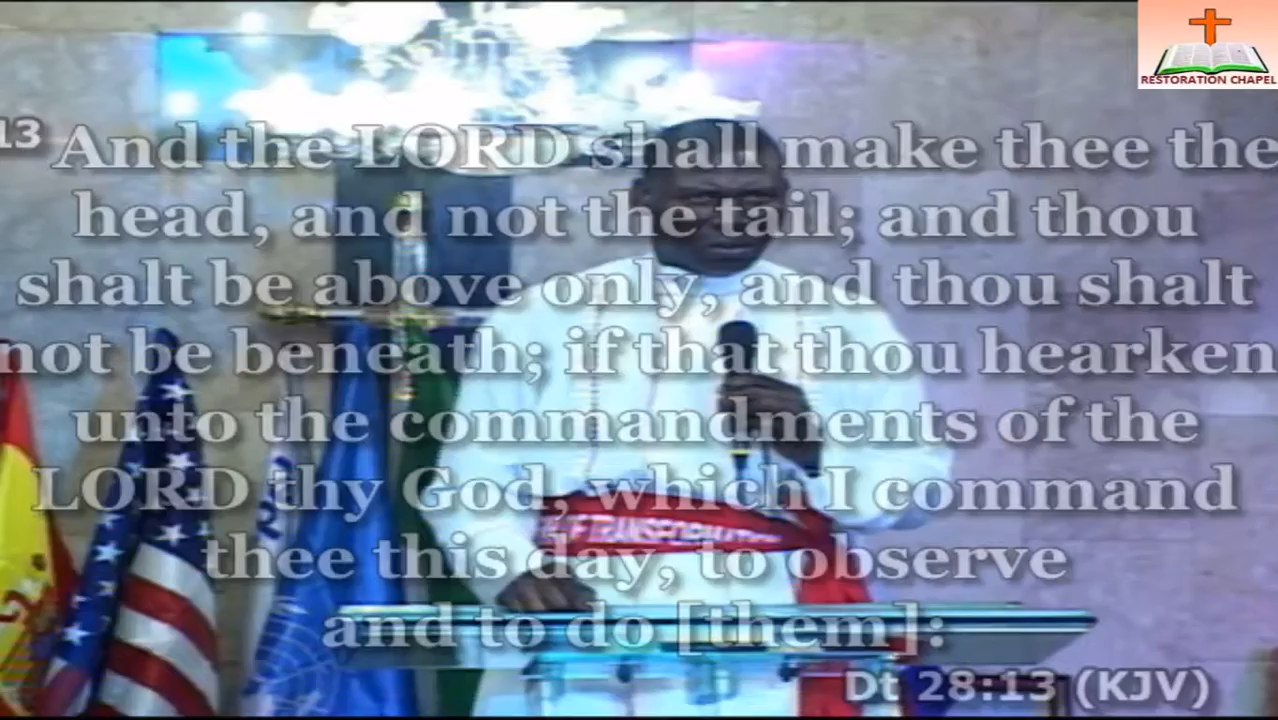 RESTORATION CHAPEL
13 And the LORD shall make thee the
head, and not the tail; and thou
shalt be above only, and thou shalt
not be beneath; if that thou hearken
unto the commandments of the
LORD thy God, which I command
thee this day, to observe
and to do [them]:
Dt 28:13 (KJV)